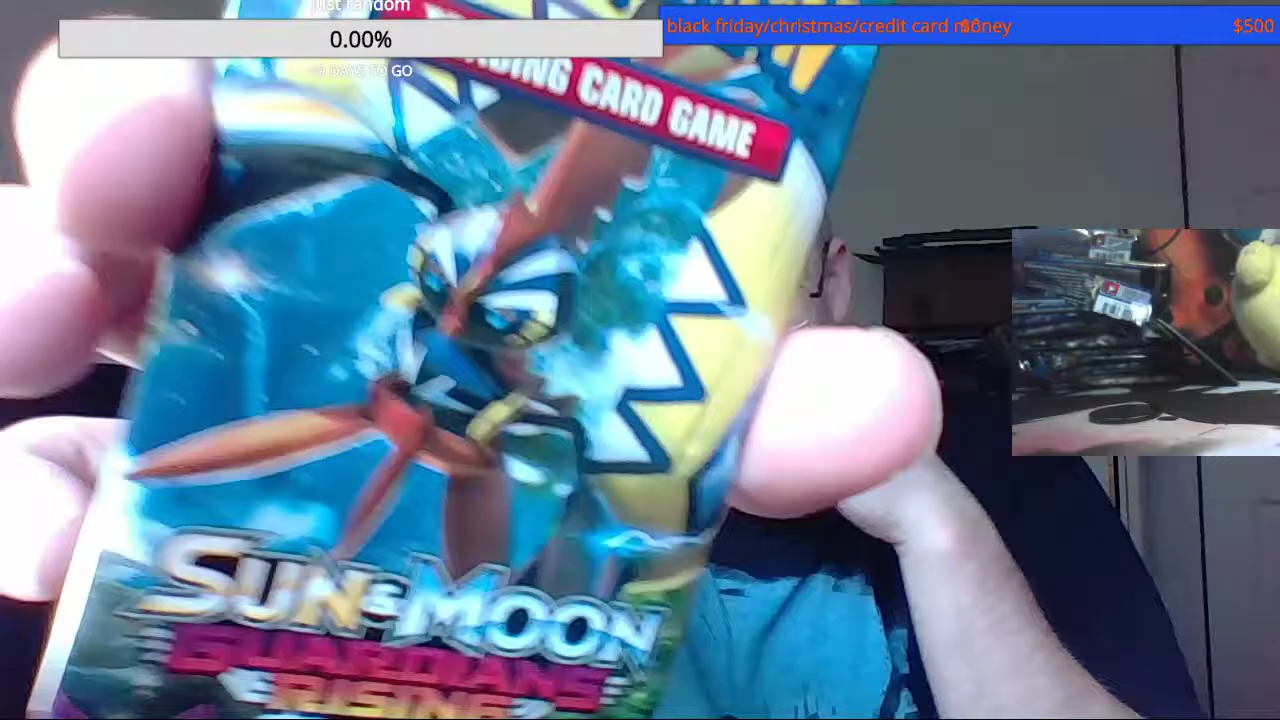 just random
0.00%
DAYS TO GO
black friday/christmas/credit card money
$0
$500
TRADING CARD GAME
SUN & MOON
GUARDIANS
RISING